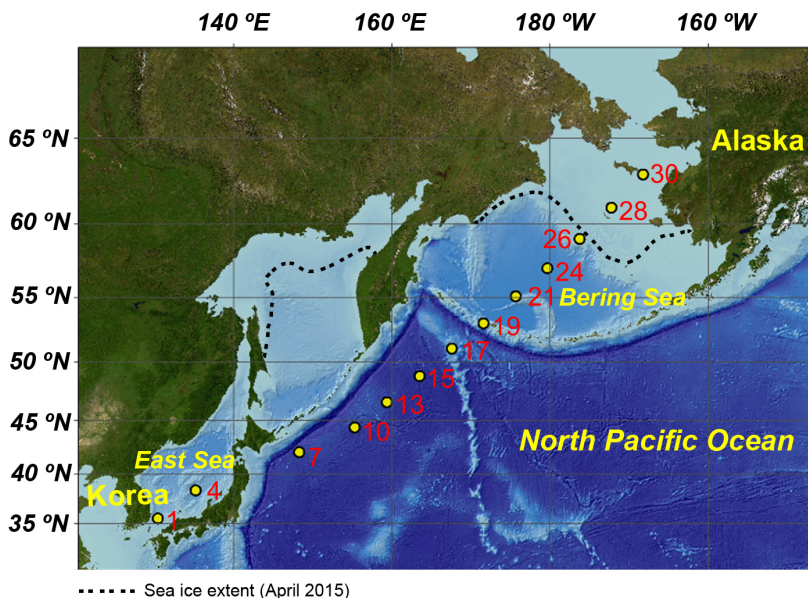 140 ºE 160 ºE 180 ºW 160 ºW
65 ºN
Alaska
30
60 ºN
28
26
24
55 ºN
21
Bering Sea
19
50 ºN
17
15
13
45 ºN
10
North Pacific Ocean
7
40 ºN
East Sea
4
Korea
35 ºN
1
Sea ice extent (April 2015)